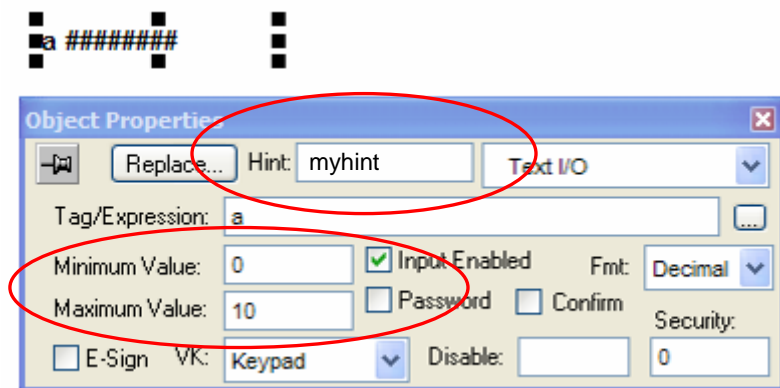 a ########
Object Properties
Replace... Hint: myhint Text I/O
Tag/Expression: a ...
Minimum Value: 0 Input Enabled Fmt: Decimal
Maximum Value: 10 Password Confirm
Security:
E-Sign VK: Keypad Disable: 0